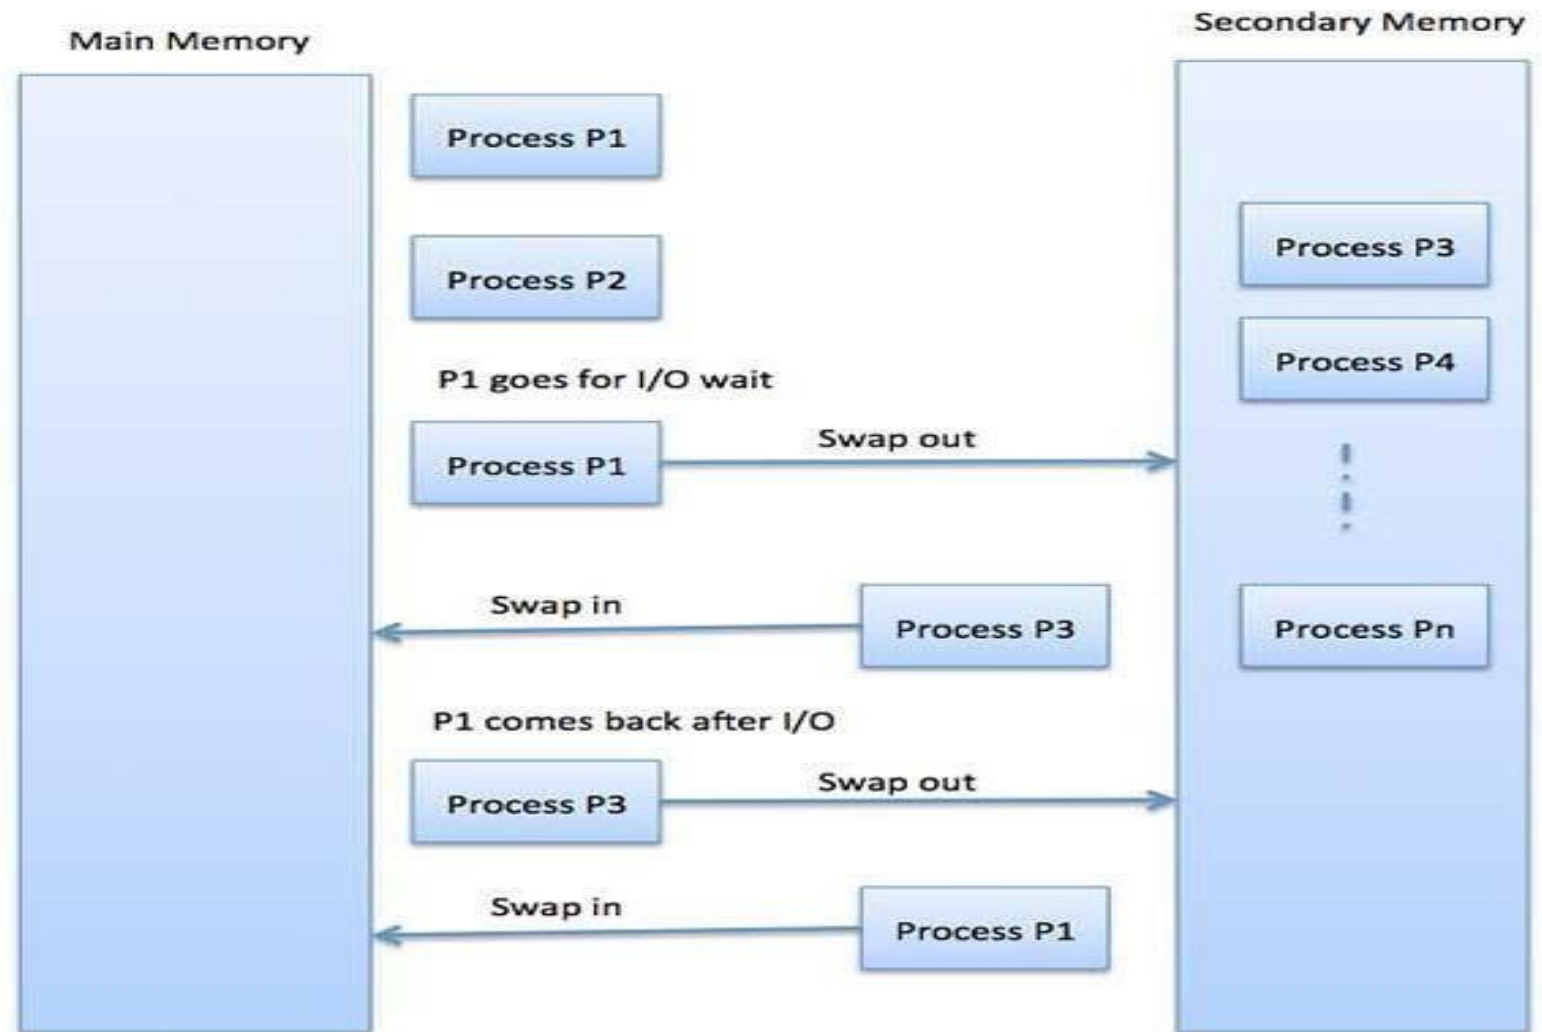 Main Memory
Secondary Memory
Process P1
Process P2
Process P3
Process P4
P1 goes for I/O wait
Process P1
Swap out
Swap in
Process P3
Process Pn
P1 comes back after I/O
Process P3
Swap out
Swap in
Process P1